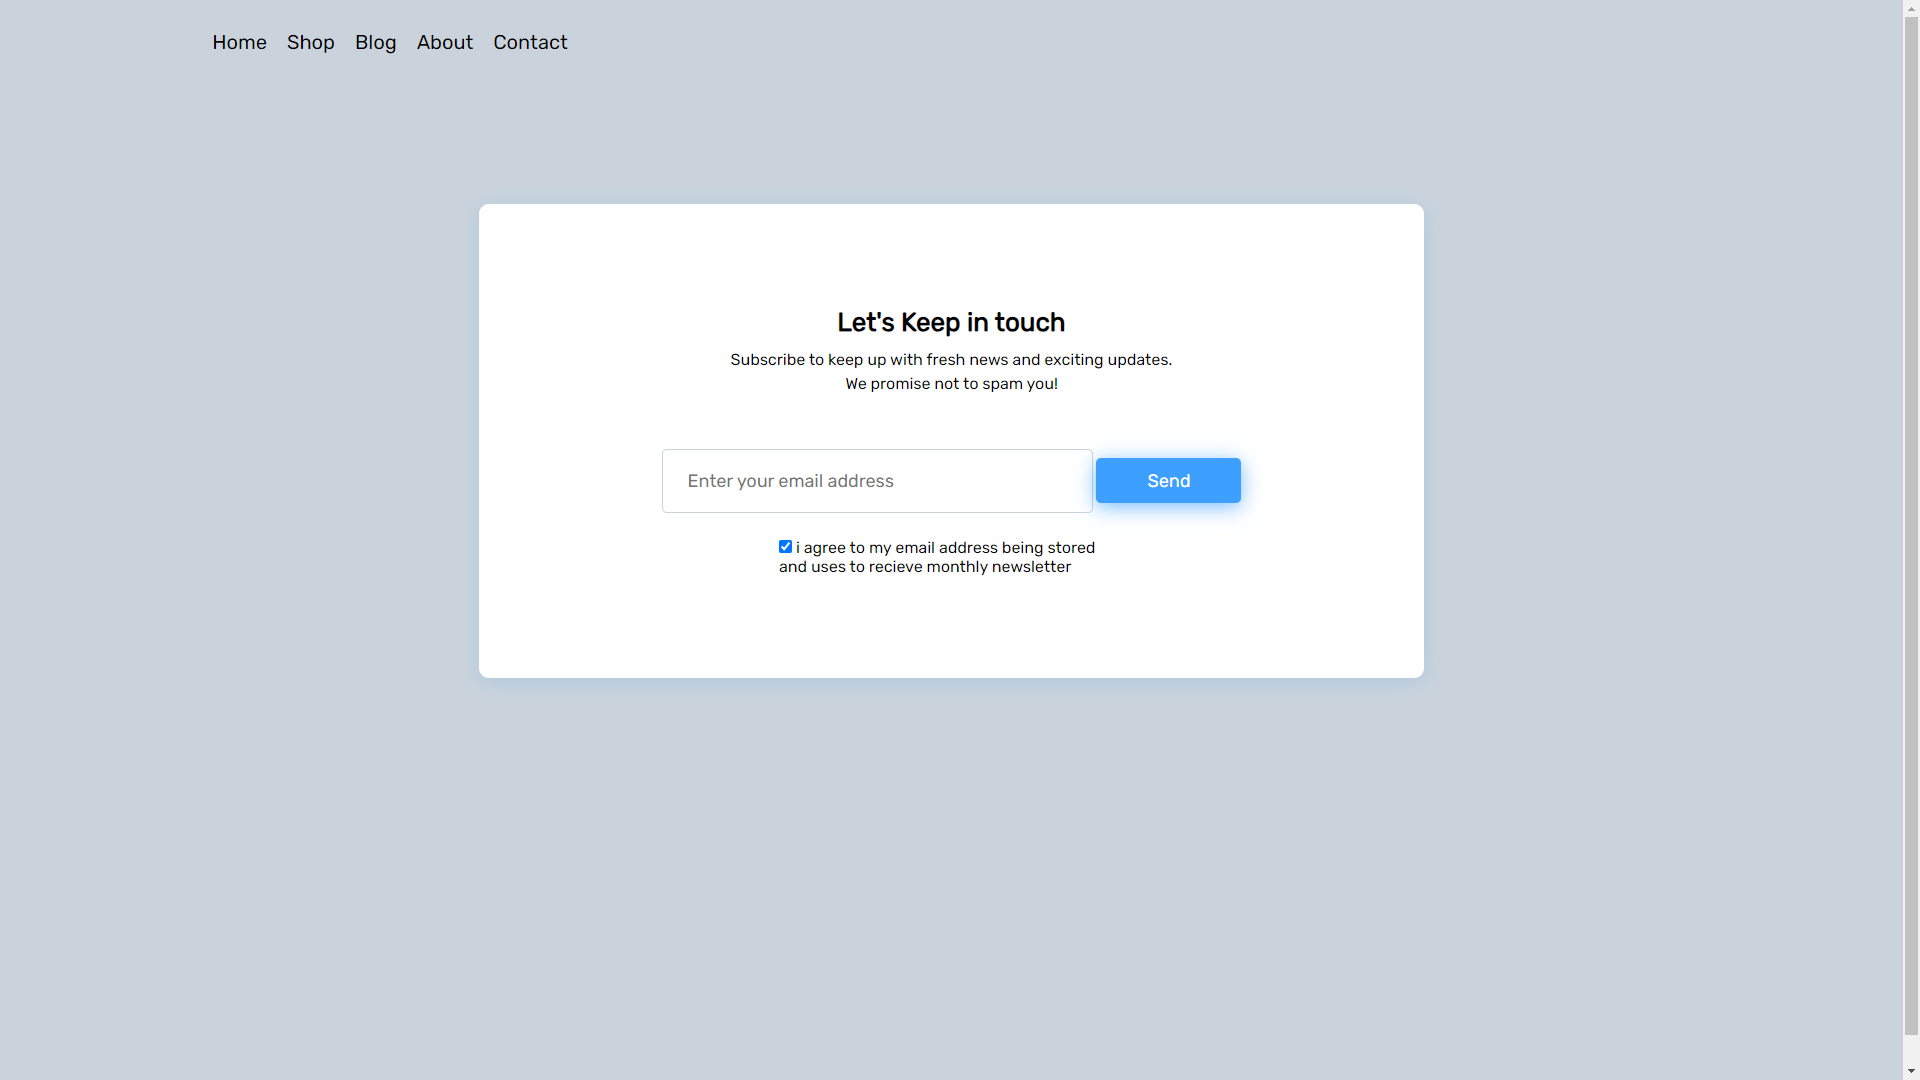 Home Shop Blog About Contact
Let's Keep in touch
Subscribe to keep up with fresh news and exciting updates.
We promise not to spam you!
Enter your email address
Send
i agree to my email address being stored
and uses to recieve monthly newsletter